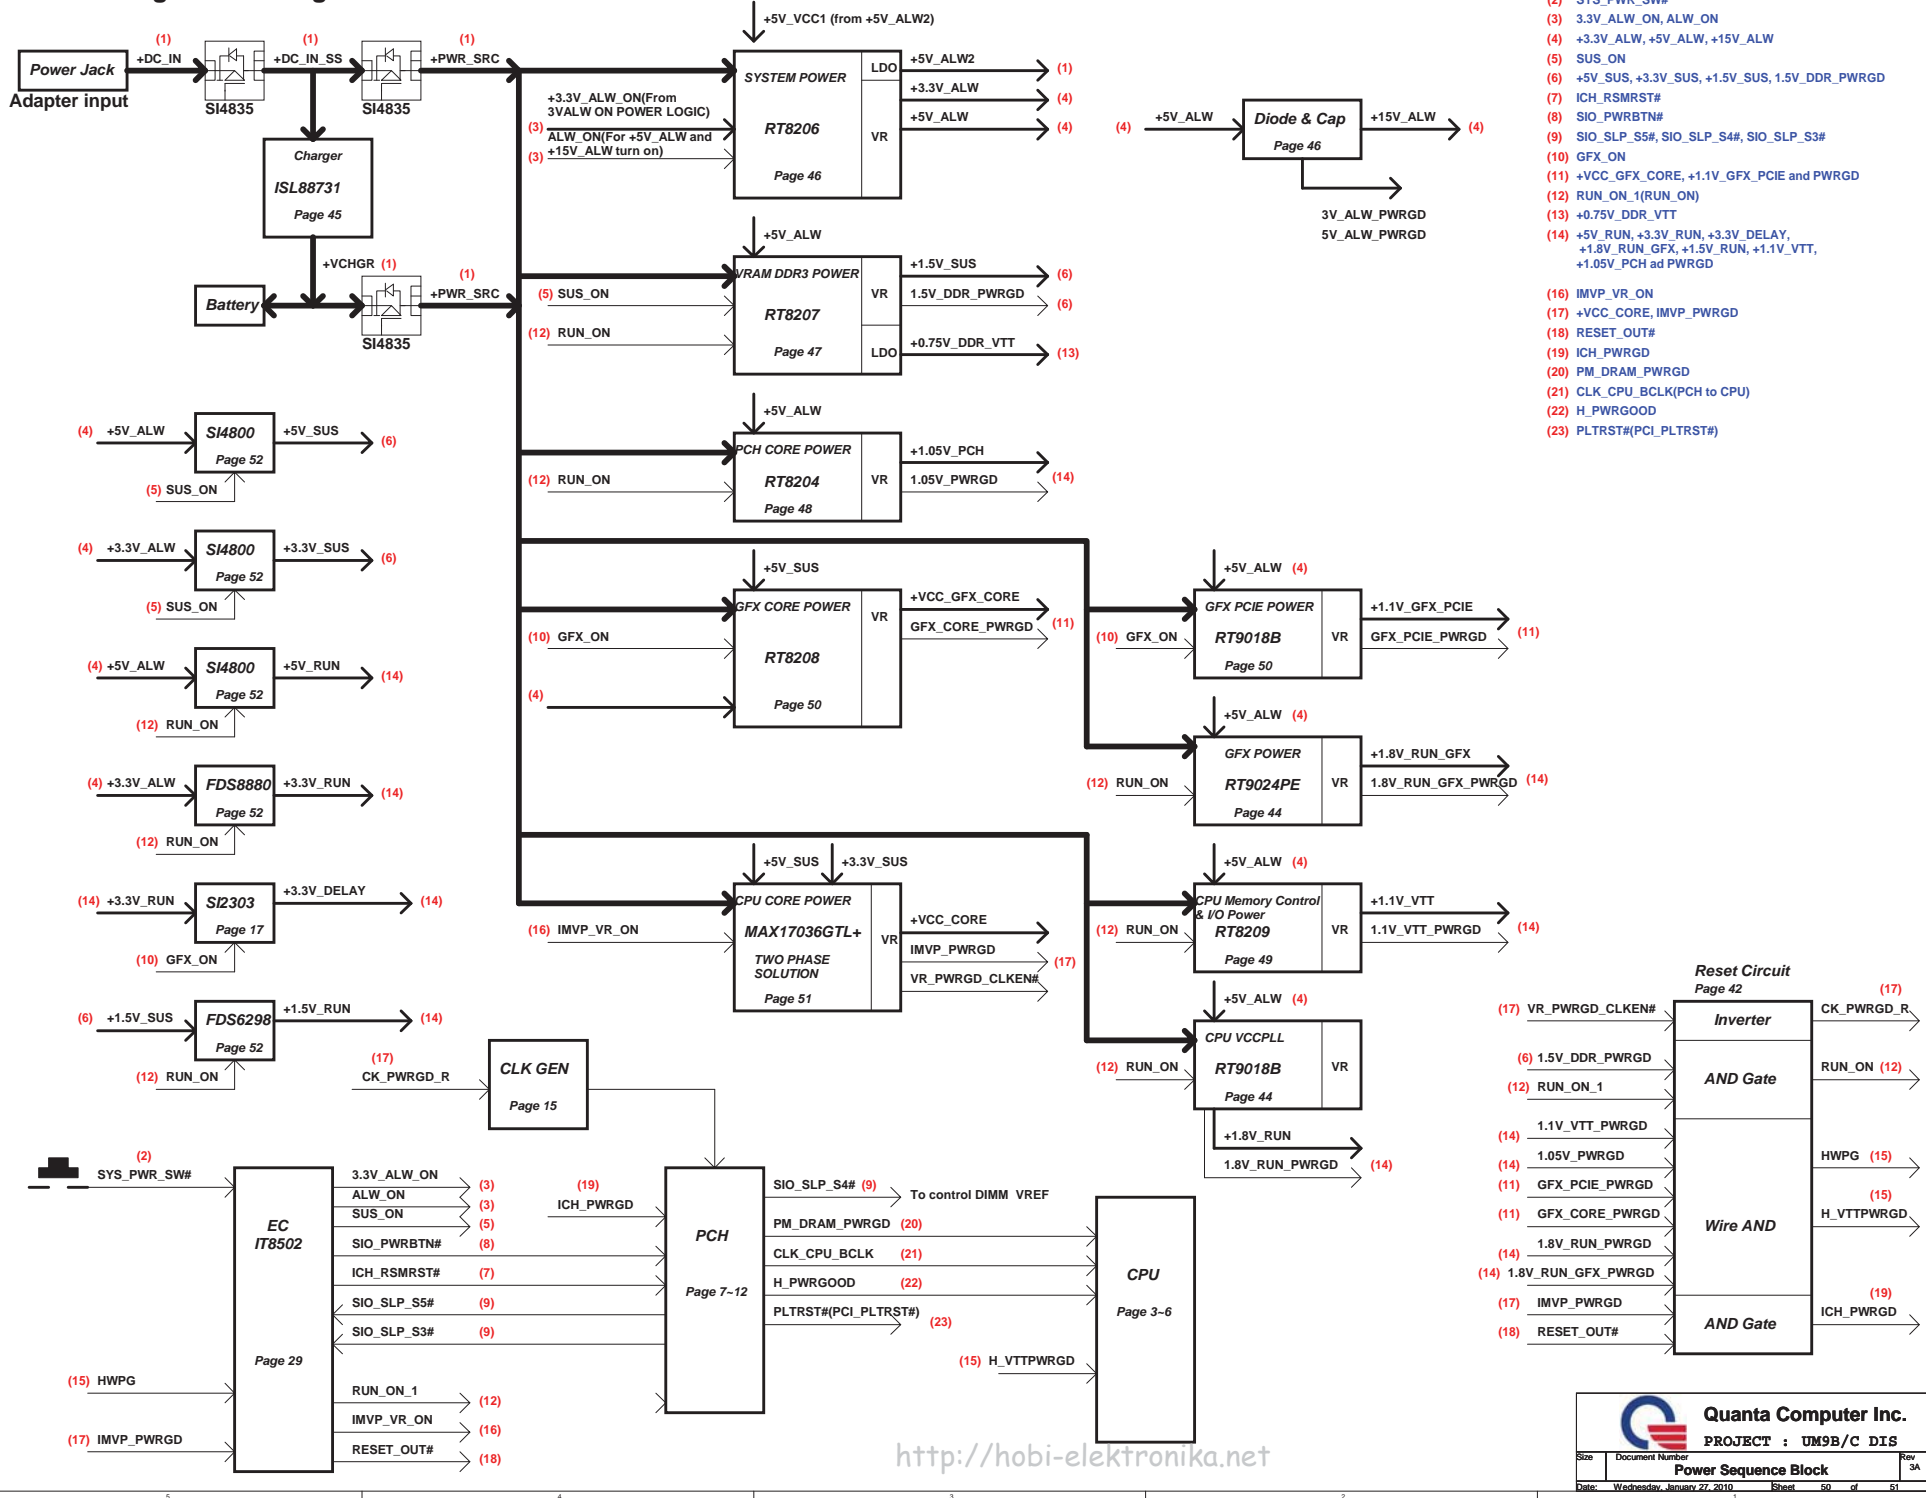 +5V_VCC1 (from +5V_ALW2)
(1)
+DC_IN
(1)
+DC_IN_SS
(1)
+PWR_SRC
Power Jack
Adapter input
SI4835
SI4835
Charger
ISL88731
Page 45
+VCHGR (1)
(1)
+PWR_SRC
Battery
SI4835
+3.3V_ALW_ON(From
3VALW ON POWER LOGIC)
(3)
ALW_ON(For +5V_ALW and
+15V_ALW turn on)
(3)
SYSTEM POWER
RT8206
Page 46
LDO
VR
+5V_ALW2
(1)
+3.3V_ALW
(4)
+5V_ALW
(4)
(4)
+5V_ALW
Diode & Cap
Page 46
+15V_ALW
(4)
3V_ALW_PWRGD
5V_ALW_PWRGD
(3) 3.3V_ALW_ON, ALW_ON
(4) +3.3V_ALW, +5V_ALW, +15V_ALW
(5) SUS_ON
(6) +5V_SUS, +3.3V_SUS, +1.5V_SUS, 1.5V_DDR_PWRGD
(7) ICH_RSMRST#
(8) SIO_PWRBTN#
(9) SIO_SLP_S5#, SIO_SLP_S4#, SIO_SLP_S3#
(10) GFX_ON
(11) +VCC_GFX_CORE, +1.1V_GFX_PCIE and PWRGD
(12) RUN_ON_1(RUN_ON)
(13) +0.75V_DDR_VTT
(14) +5V_RUN, +3.3V_RUN, +3.3V_DELAY,
+1.8V_RUN_GFX, +1.5V_RUN, +1.1V_VTT,
+1.05V_PCH ad PWRGD
(16) IMVP_VR_ON
(17) +VCC_CORE, IMVP_PWRGD
(18) RESET_OUT#
(19) ICH_PWRGD
(20) PM_DRAM_PWRGD
(21) CLK_CPU_BCLK(PCH to CPU)
(22) H_PWRGOOD
(23) PLTRST#(PCI_PLTRST#)
+5V_ALW
(5) SUS_ON
(12) RUN_ON
VRAM DDR3 POWER
RT8207
Page 47
VR
LDO
+1.5V_SUS
(6)
1.5V_DDR_PWRGD
(6)
+0.75V_DDR_VTT
(13)
+5V_ALW
(12) RUN_ON
PCH CORE POWER
RT8204
Page 48
VR
+1.05V_PCH
1.05V_PWRGD
(14)
(4) +5V_ALW
SI4800
Page 52
+5V_SUS
(6)
(5) SUS_ON
(4) +3.3V_ALW
SI4800
Page 52
+3.3V_SUS
(6)
(5) SUS_ON
(4) +5V_ALW
SI4800
Page 52
+5V_RUN
(14)
(12) RUN_ON
(4) +3.3V_ALW
FDS8880
Page 52
+3.3V_RUN
(14)
(12) RUN_ON
(14) +3.3V_RUN
SI2303
Page 17
+3.3V_DELAY
(14)
(10) GFX_ON
(6) +1.5V_SUS
FDS6298
Page 52
+1.5V_RUN
(14)
(12) RUN_ON
+5V_SUS
(10) GFX_ON
(4)
GFX CORE POWER
RT8208
Page 50
VR
+VCC_GFX_CORE
GFX_CORE_PWRGD
(11)
+5V_ALW (4)
(10) GFX_ON
GFX PCIE POWER
RT9018B
Page 50
VR
+1.1V_GFX_PCIE
GFX_PCIE_PWRGD
(11)
+5V_ALW (4)
(12) RUN_ON
GFX POWER
RT9024PE
Page 44
VR
+1.8V_RUN_GFX
1.8V_RUN_GFX_PWRGD
(14)
+5V_SUS
+3.3V_SUS
(16) IMVP_VR_ON
CPU CORE POWER
MAX17036GTL+
TWO PHASE
SOLUTION
Page 51
VR
+VCC_CORE
IMVP_PWRGD
(17)
VR_PWRGD_CLKEN#
+5V_ALW (4)
(12) RUN_ON
CPU Memory Control
& I/O Power
RT8209
Page 49
VR
+1.1V_VTT
1.1V_VTT_PWRGD
(14)
+5V_ALW (4)
(12) RUN_ON
CPU VCCPLL
RT9018B
Page 44
VR
+1.8V_RUN
1.8V_RUN_PWRGD
(14)
(17)
CK_PWRGD_R
CLK GEN
Page 15
(2)
SYS_PWR_SW#
EC
IT8502
Page 29
(15) HWPG
(17) IMVP_PWRGD
3.3V_ALW_ON
(3)
ALW_ON
(3)
SUS_ON
(5)
SIO_PWRBTN#
(8)
ICH_RSMRST#
(7)
SIO_SLP_S5#
(9)
SIO_SLP_S3#
(9)
RUN_ON_1
(12)
IMVP_VR_ON
(16)
RESET_OUT#
(18)
(19)
ICH_PWRGD
PCH
Page 7~12
SIO_SLP_S4# (9)
To control DIMM VREF
PM_DRAM_PWRGD (20)
CLK_CPU_BCLK (21)
H_PWRGOOD (22)
PLTRST#(PCI_PLTRST#)
(23)
(15) H_VTTPWRGD
CPU
Page 3~6
Reset Circuit
Page 42
(17) VR_PWRGD_CLKEN#
Inverter
(17)
CK_PWRGD_R
(6) 1.5V_DDR_PWRGD
(12) RUN_ON_1
AND Gate
RUN_ON (12)
(14) 1.1V_VTT_PWRGD
(14) 1.05V_PWRGD
(11) GFX_PCIE_PWRGD
(11) GFX_CORE_PWRGD
(14) 1.8V_RUN_PWRGD
(14) 1.8V_RUN_GFX_PWRGD
Wire AND
HWPG (15)
(15)
H_VTTPWRGD
(17) IMVP_PWRGD
(18) RESET_OUT#
AND Gate
(19)
ICH_PWRGD
http://hobi-elektronika.net
Quanta Computer Inc.
PROJECT : UM9B/C DIS
Size
Document Number
Rev
Power Sequence Block
3A
Date: Wednesday, January 27, 2010
Sheet 50 of 51
5
4
3
2
1